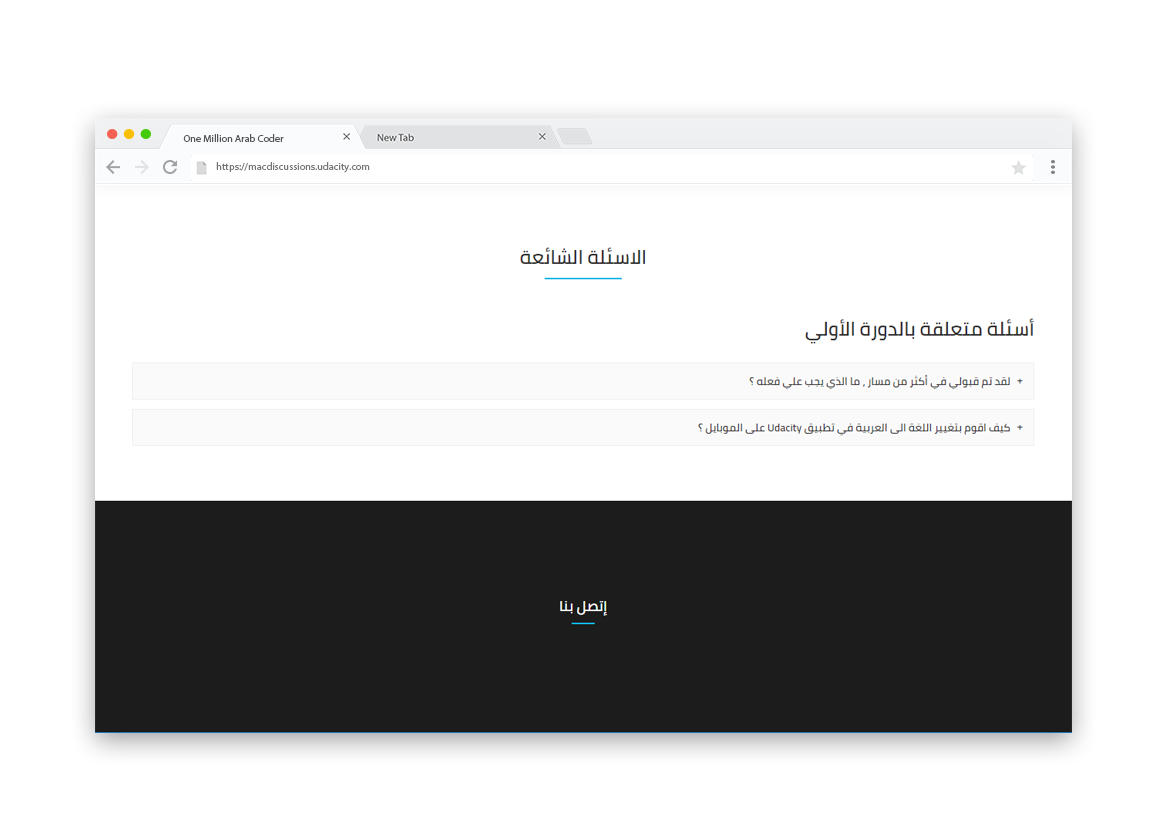 One Million Arab Coder
New Tab
https://macdiscussions.udacity.com
الاسئلة الشائعة
أسئلة متعلقة بالدورة الأولي
+ لقد تم قبولي في أكثر من مسار , ما الذي يجب علي فعله ؟
+ كيف اقوم بتغيير اللغة الى العربية في تطبيق Udacity على الموبايل ؟
إتصل بنا